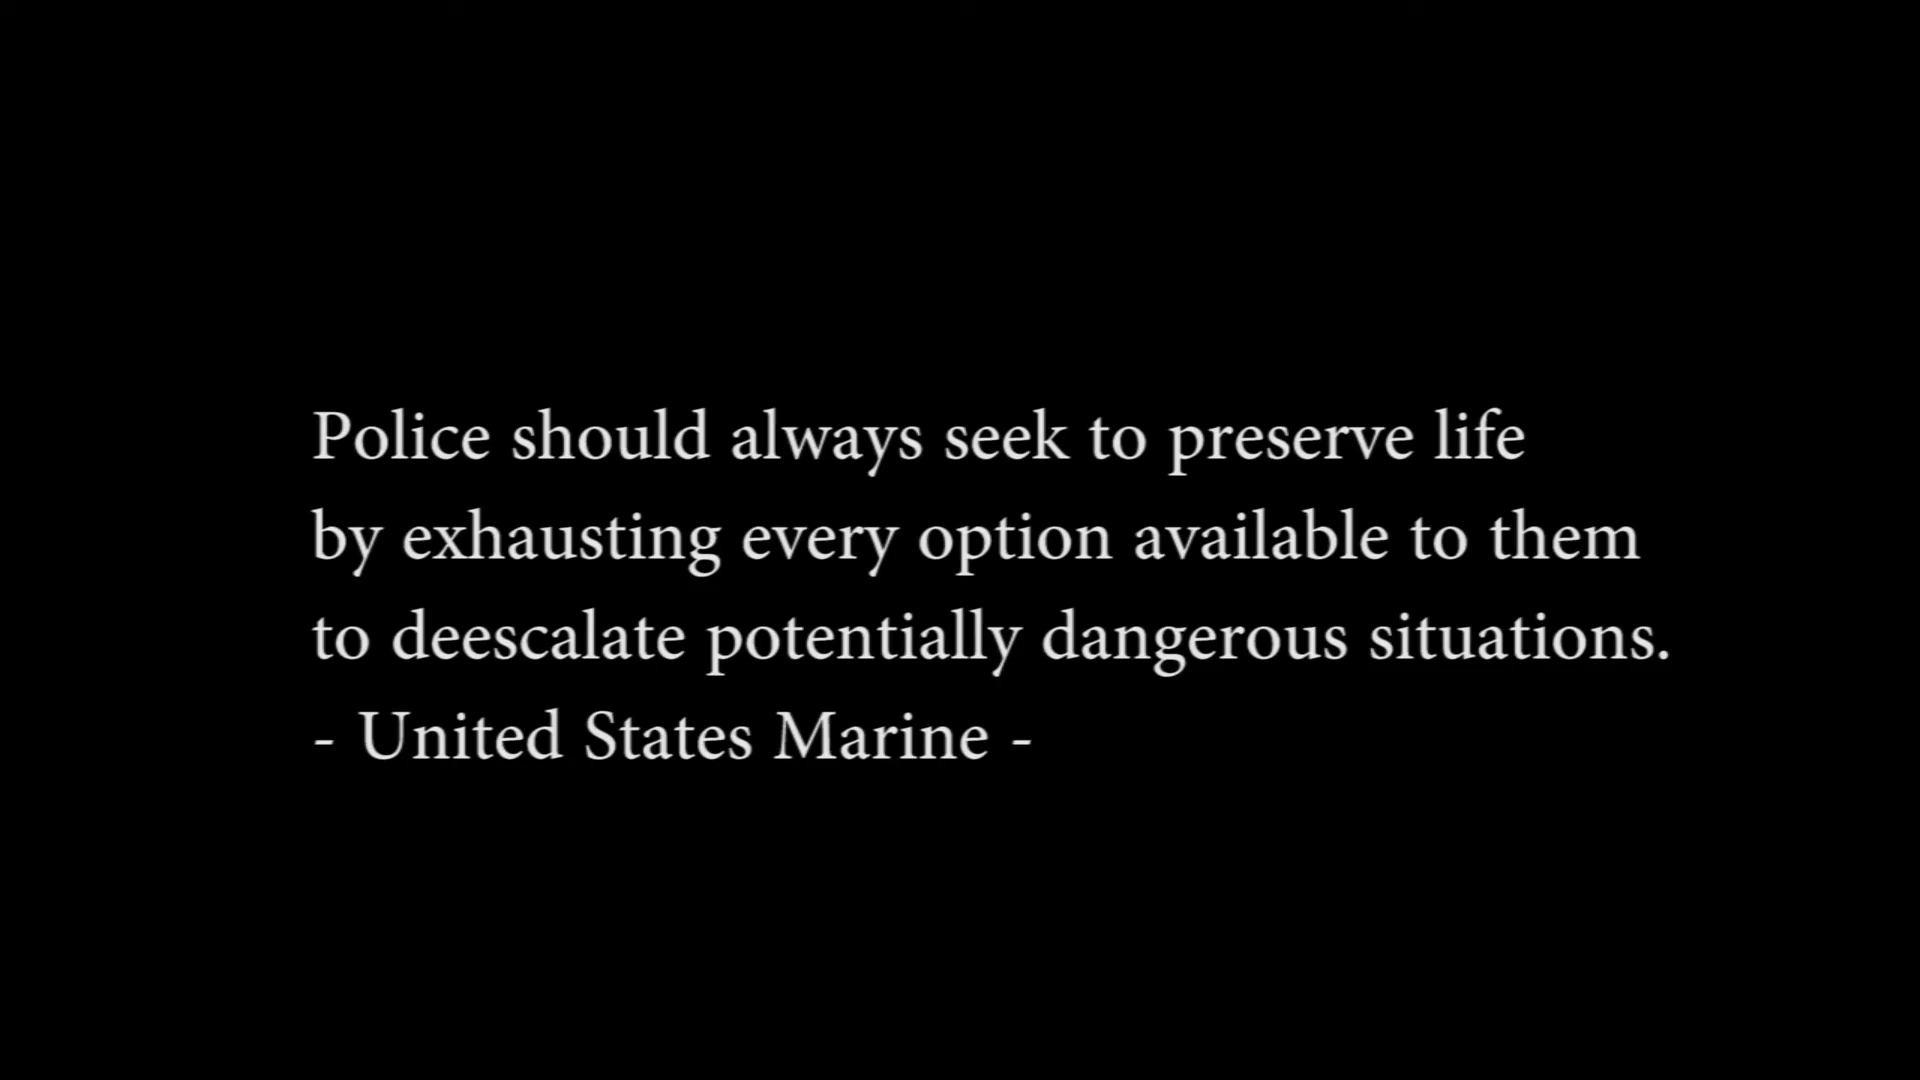 Police should always seek to preserve life
by exhausting every option available to them
to deescalate potentially dangerous situations.
- United States Marine -